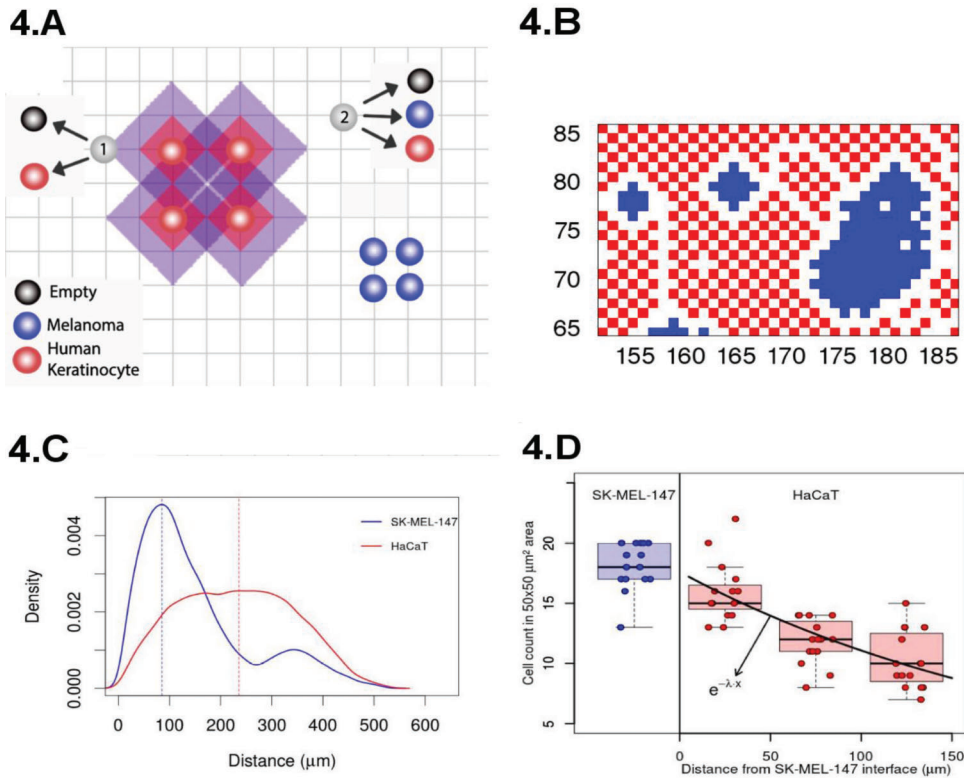 4.A
1
2
Empty
Melanoma
Human
Keratinocyte
4.B
85
80
75
70
65
155 160 165 170 175 180 185
4.C
Density
0.004
0.002
0.000
SK-MEL-147
HaCaT
0 100 200 300 400 500 600
Distance (μm)
4.D
Cell count in 50x50 μm² area
SK-MEL-147
HaCaT
20
15
10
5
e^-λ·x
0 50 100 150
Distance from SK-MEL-147 interface (μm)